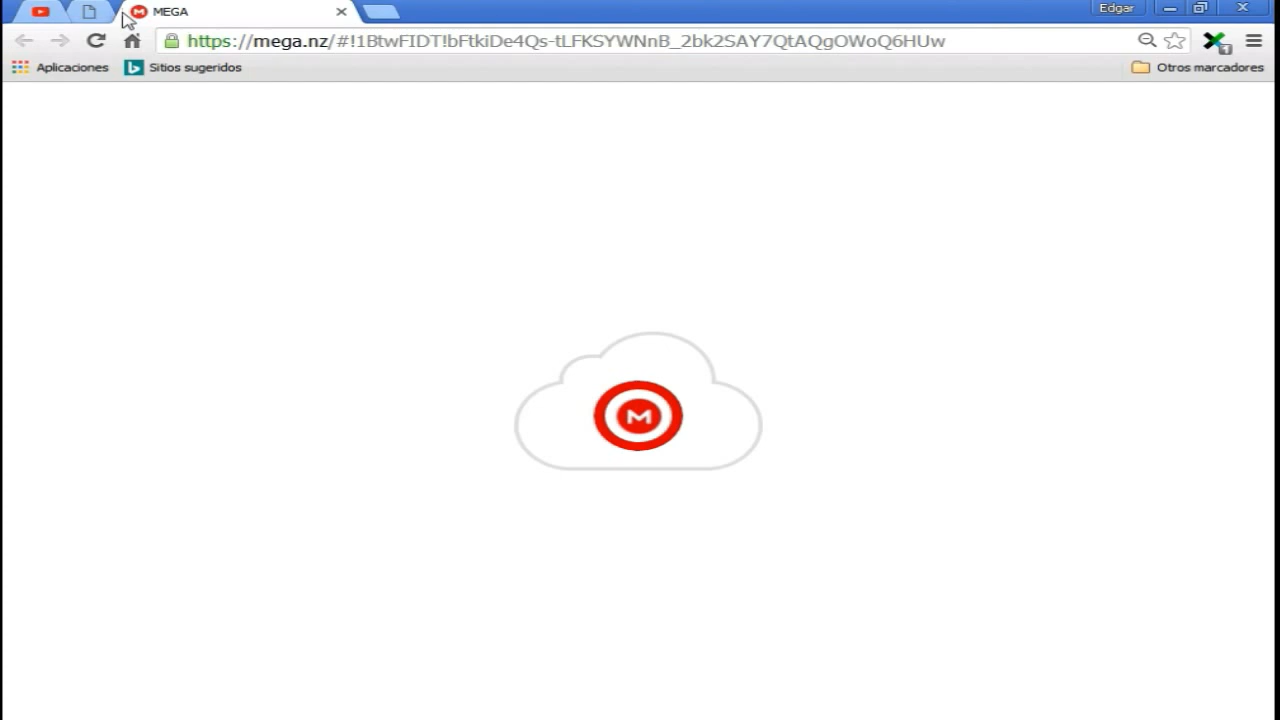 MEGA
Edgar
https://mega.nz/#!1BtwFIDT!bFtkiDe4Qs-tLFKSYWNnB_2bk2SAY7QtAQgOWoQ6HUw
Aplicaciones
Sitios sugeridos
Otros marcadores
M